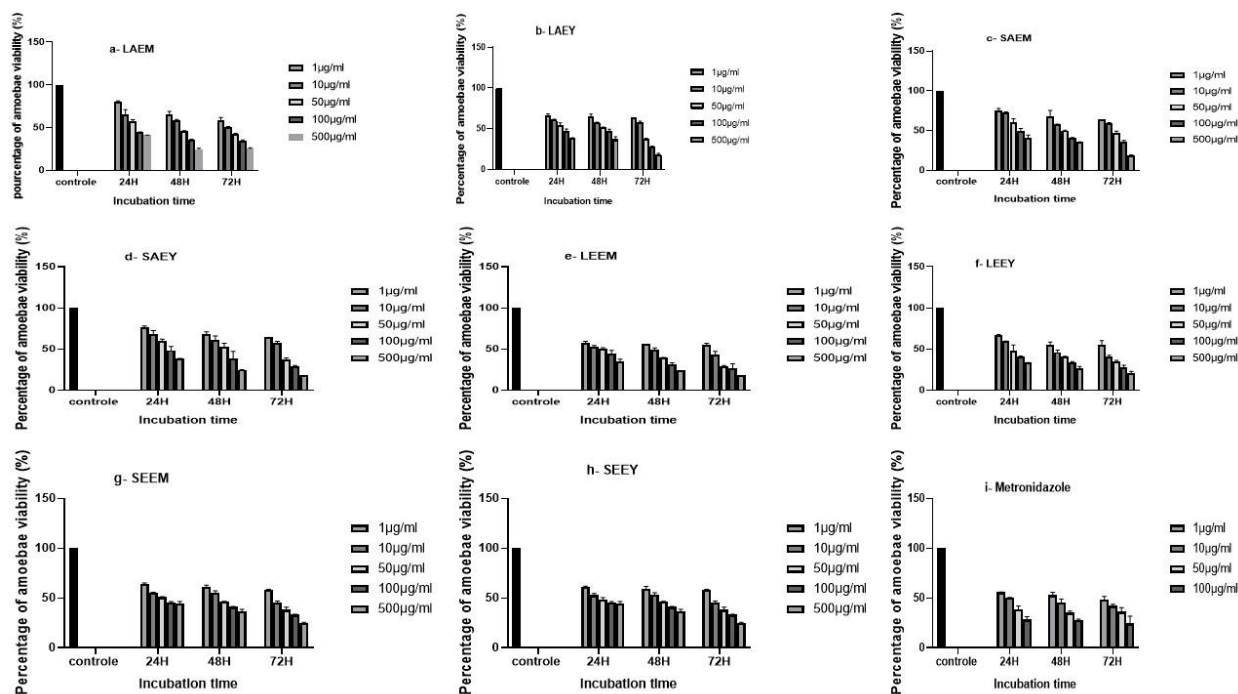 a- LAEM
pourcentage of amoebae viability (%)
150
100
50
0
controle 24H 48H 72H
Incubation time
1µg/ml
10µg/ml
50µg/ml
100µg/ml
500µg/ml
b- LAEY
Percentage of amoebae viability (%)
150
100
50
0
controle 24H 48H 72H
Incubation time
1µg/ml
10µg/ml
50µg/ml
100µg/ml
500µg/ml
c- SAEM
Percentage of amoebae viability (%)
150
100
50
0
controle 24H 48H 72H
Incubation time
1µg/ml
10µg/ml
50µg/ml
100µg/ml
500µg/ml
d- SAEY
Percentage of amoebae viability (%)
150
100
50
0
controle 24H 48H 72H
Incubation time
1µg/ml
10µg/ml
50µg/ml
100µg/ml
500µg/ml
e- LEEM
Percentage of amoebae viability (%)
150
100
50
0
controle 24H 48H 72H
Incubation time
1µg/ml
10µg/ml
50µg/ml
100µg/ml
500µg/ml
f- LEEY
Percentage of amoebae viability (%)
150
100
50
0
controle 24H 48H 72H
Incubation time
1µg/ml
10µg/ml
50µg/ml
100µg/ml
500µg/ml
g- SEEM
Percentage of amoebae viability (%)
150
100
50
0
controle 24H 48H 72H
Incubation time
1µg/ml
10µg/ml
50µg/ml
100µg/ml
500µg/ml
h- SEEY
Percentage of amoebae viability (%)
150
100
50
0
controle 24H 48H 72H
Incubation time
1µg/ml
10µg/ml
50µg/ml
100µg/ml
500µg/ml
i- Metronidazole
Percentage of amoebae viability (%)
150
100
50
0
controle 24H 48H 72H
Incubation time
1µg/ml
10µg/ml
50µg/ml
100µg/ml